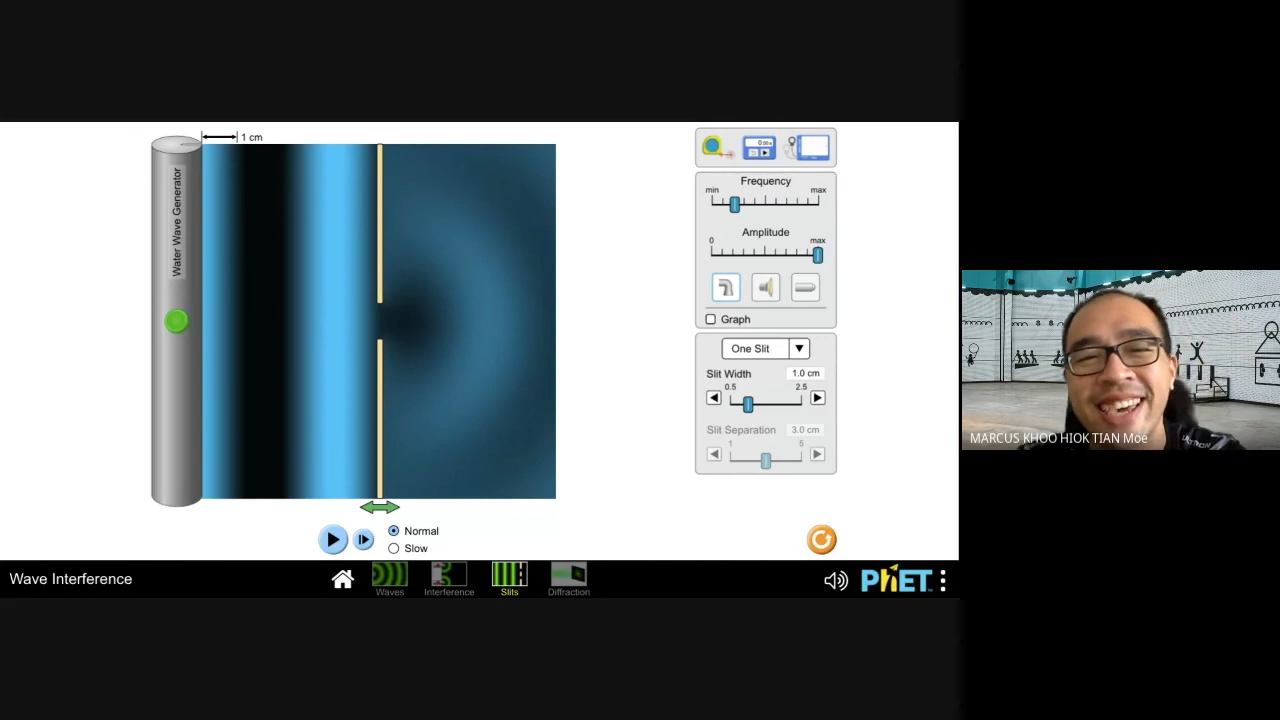 1 cm
Water Wave Generator
0.00 s
Frequency
min max
Amplitude
0 max
Graph
One Slit
Slit Width 1.0 cm
0.5 2.5
Slit Separation 3.0 cm
1 5
Normal
Slow
Wave Interference
Waves Interference Slits Diffraction
PhET
MARCUS KHOO HIOK TIAN Moe